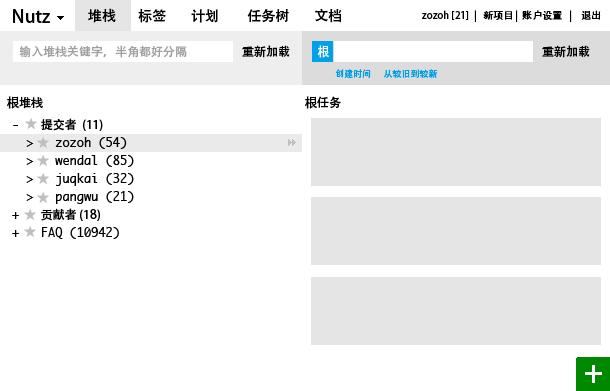 Nutz 堆栈 标签 计划 任务树 文档 zozoh [21] | 新项目 | 账户设置 | 退出
输入堆栈关键字，半角都好分隔 重新加载 根 重新加载
创建时间 从较旧到较新
根堆栈 根任务
- ★ 提交者 (11)
> ★ zozoh (54)
> ★ wendal (85)
> ★ juqkai (32)
> ★ pangwu (21)
+ ★ 贡献者 (18)
+ ★ FAQ (10942)